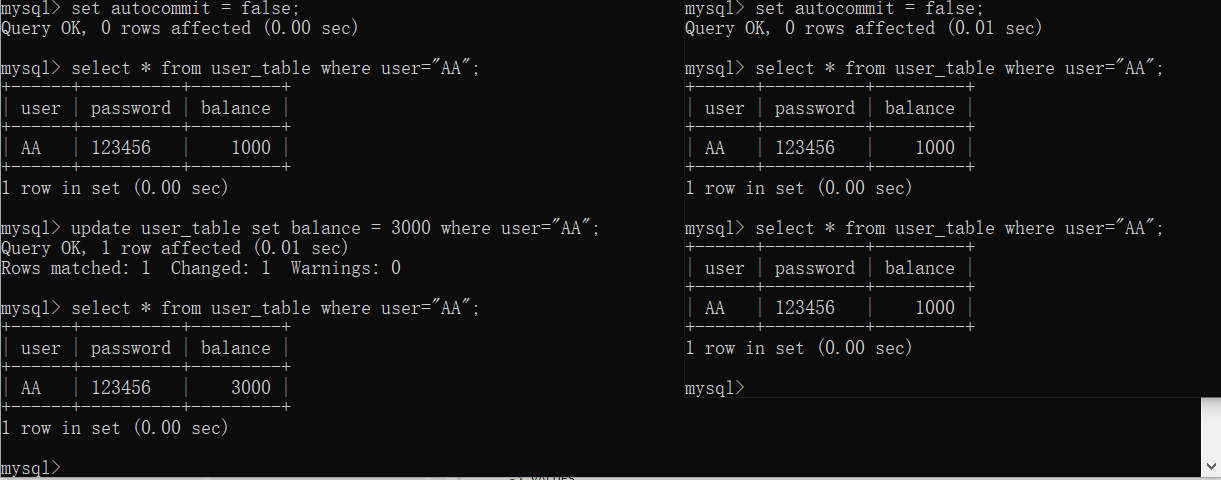 mysql> set autocommit = false;
Query OK, 0 rows affected (0.00 sec)
mysql> select * from user_table where user="AA";
+------+----------+---------+
| user | password | balance |
+------+----------+---------+
| AA   | 123456   |    1000 |
+------+----------+---------+
1 row in set (0.00 sec)
mysql> update user_table set balance = 3000 where user="AA";
Query OK, 1 row affected (0.01 sec)
Rows matched: 1  Changed: 1  Warnings: 0
mysql> select * from user_table where user="AA";
+------+----------+---------+
| user | password | balance |
+------+----------+---------+
| AA   | 123456   |    3000 |
+------+----------+---------+
1 row in set (0.00 sec)
mysql>
mysql> set autocommit = false;
Query OK, 0 rows affected (0.01 sec)
mysql> select * from user_table where user="AA";
+------+----------+---------+
| user | password | balance |
+------+----------+---------+
| AA   | 123456   |    1000 |
+------+----------+---------+
1 row in set (0.00 sec)
mysql> select * from user_table where user="AA";
+------+----------+---------+
| user | password | balance |
+------+----------+---------+
| AA   | 123456   |    1000 |
+------+----------+---------+
1 row in set (0.00 sec)
mysql>